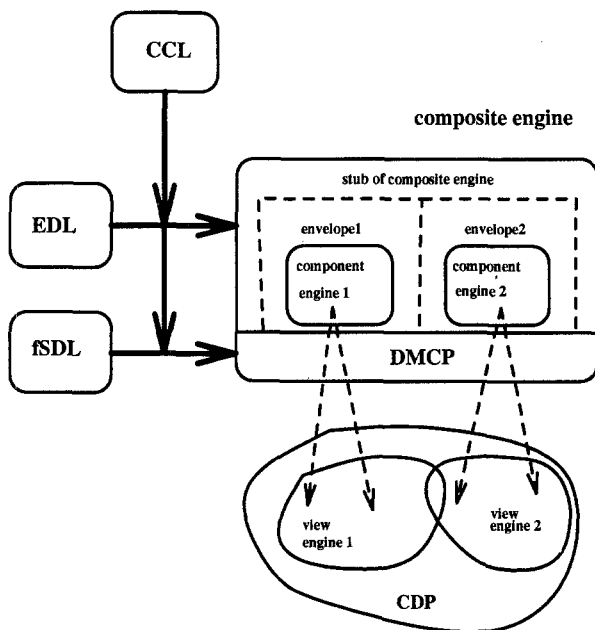 CCL
composite engine
stub of composite engine
EDL
envelope1
envelope2
component
engine 1
component
engine 2
fSDL
DMCP
view
engine 1
view
engine 2
CDP